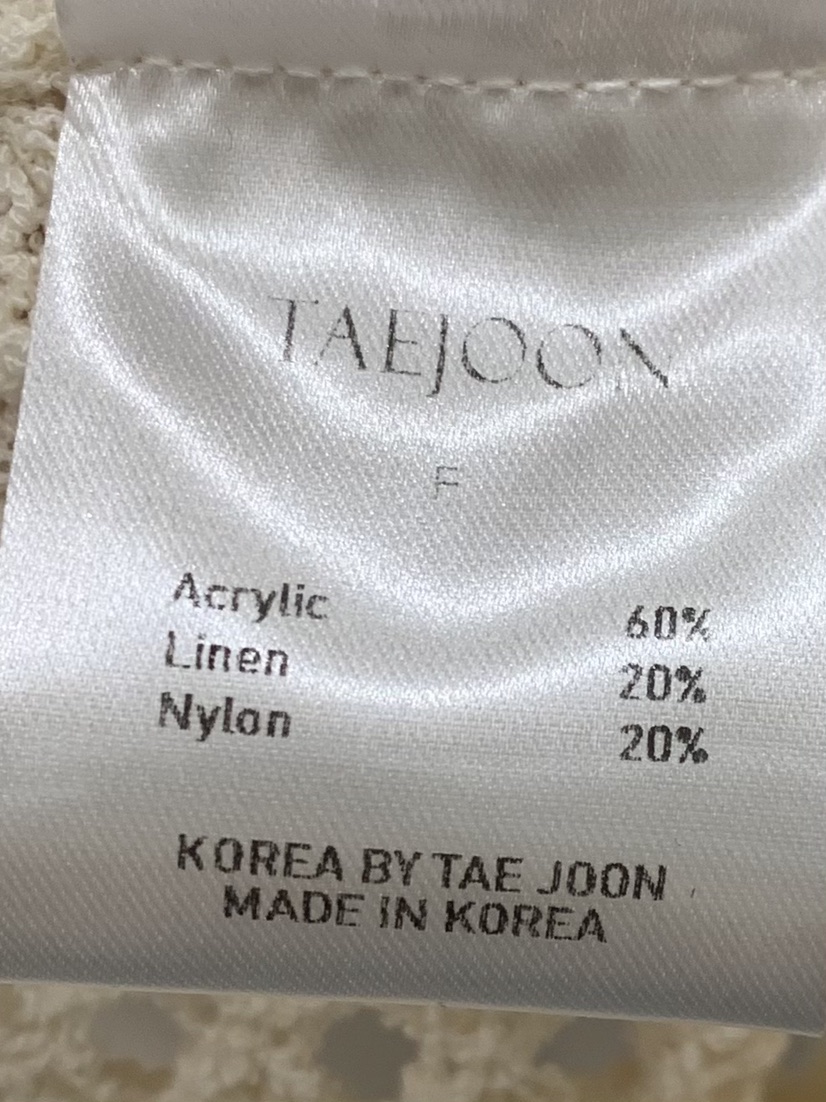 TAEJOON
F
Acrylic 60%
Linen 20%
Nylon 20%
KOREA BY TAE JOON
MADE IN KOREA